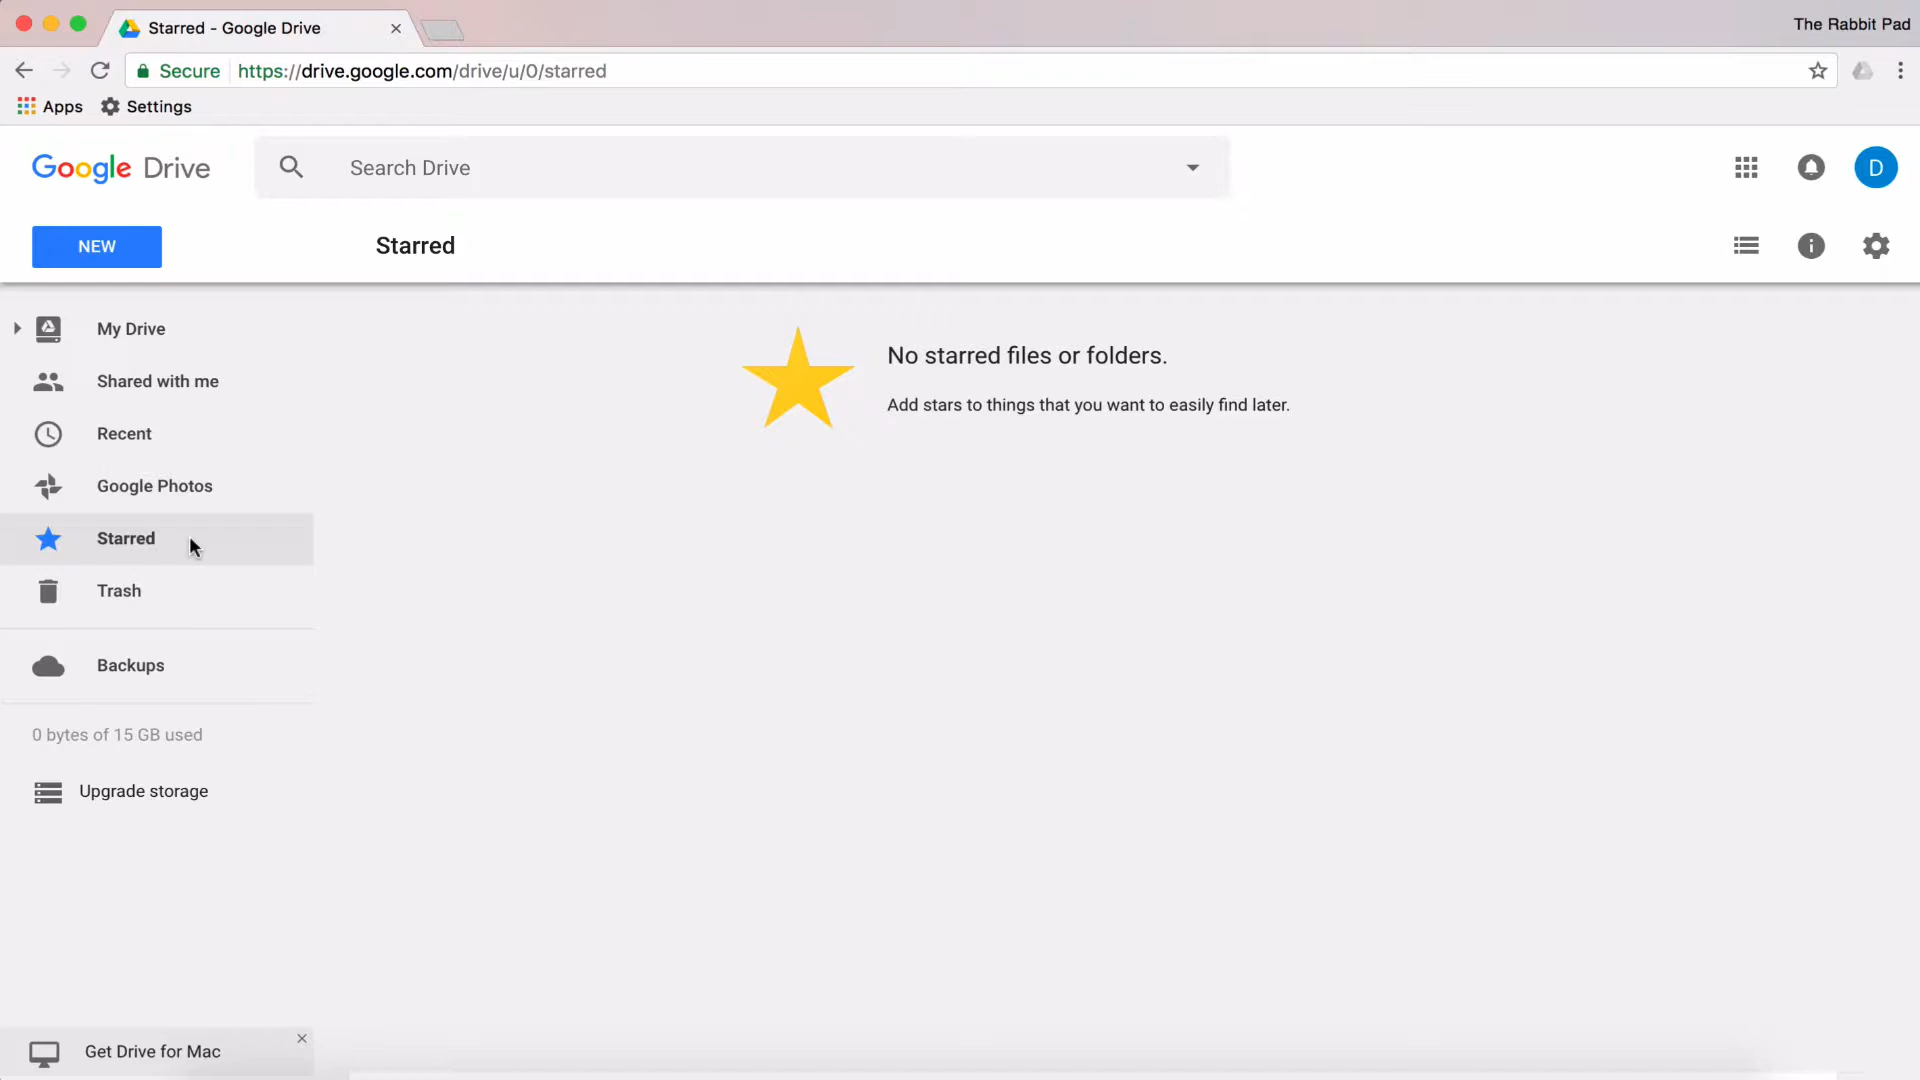 Starred - Google Drive
The Rabbit Pad
Secure https://drive.google.com/drive/u/0/starred
Apps Settings
Google Drive Search Drive D
NEW Starred
My Drive
Shared with me
Recent
Google Photos
Starred
Trash
Backups
0 bytes of 15 GB used
Upgrade storage
Get Drive for Mac
No starred files or folders.
Add stars to things that you want to easily find later.